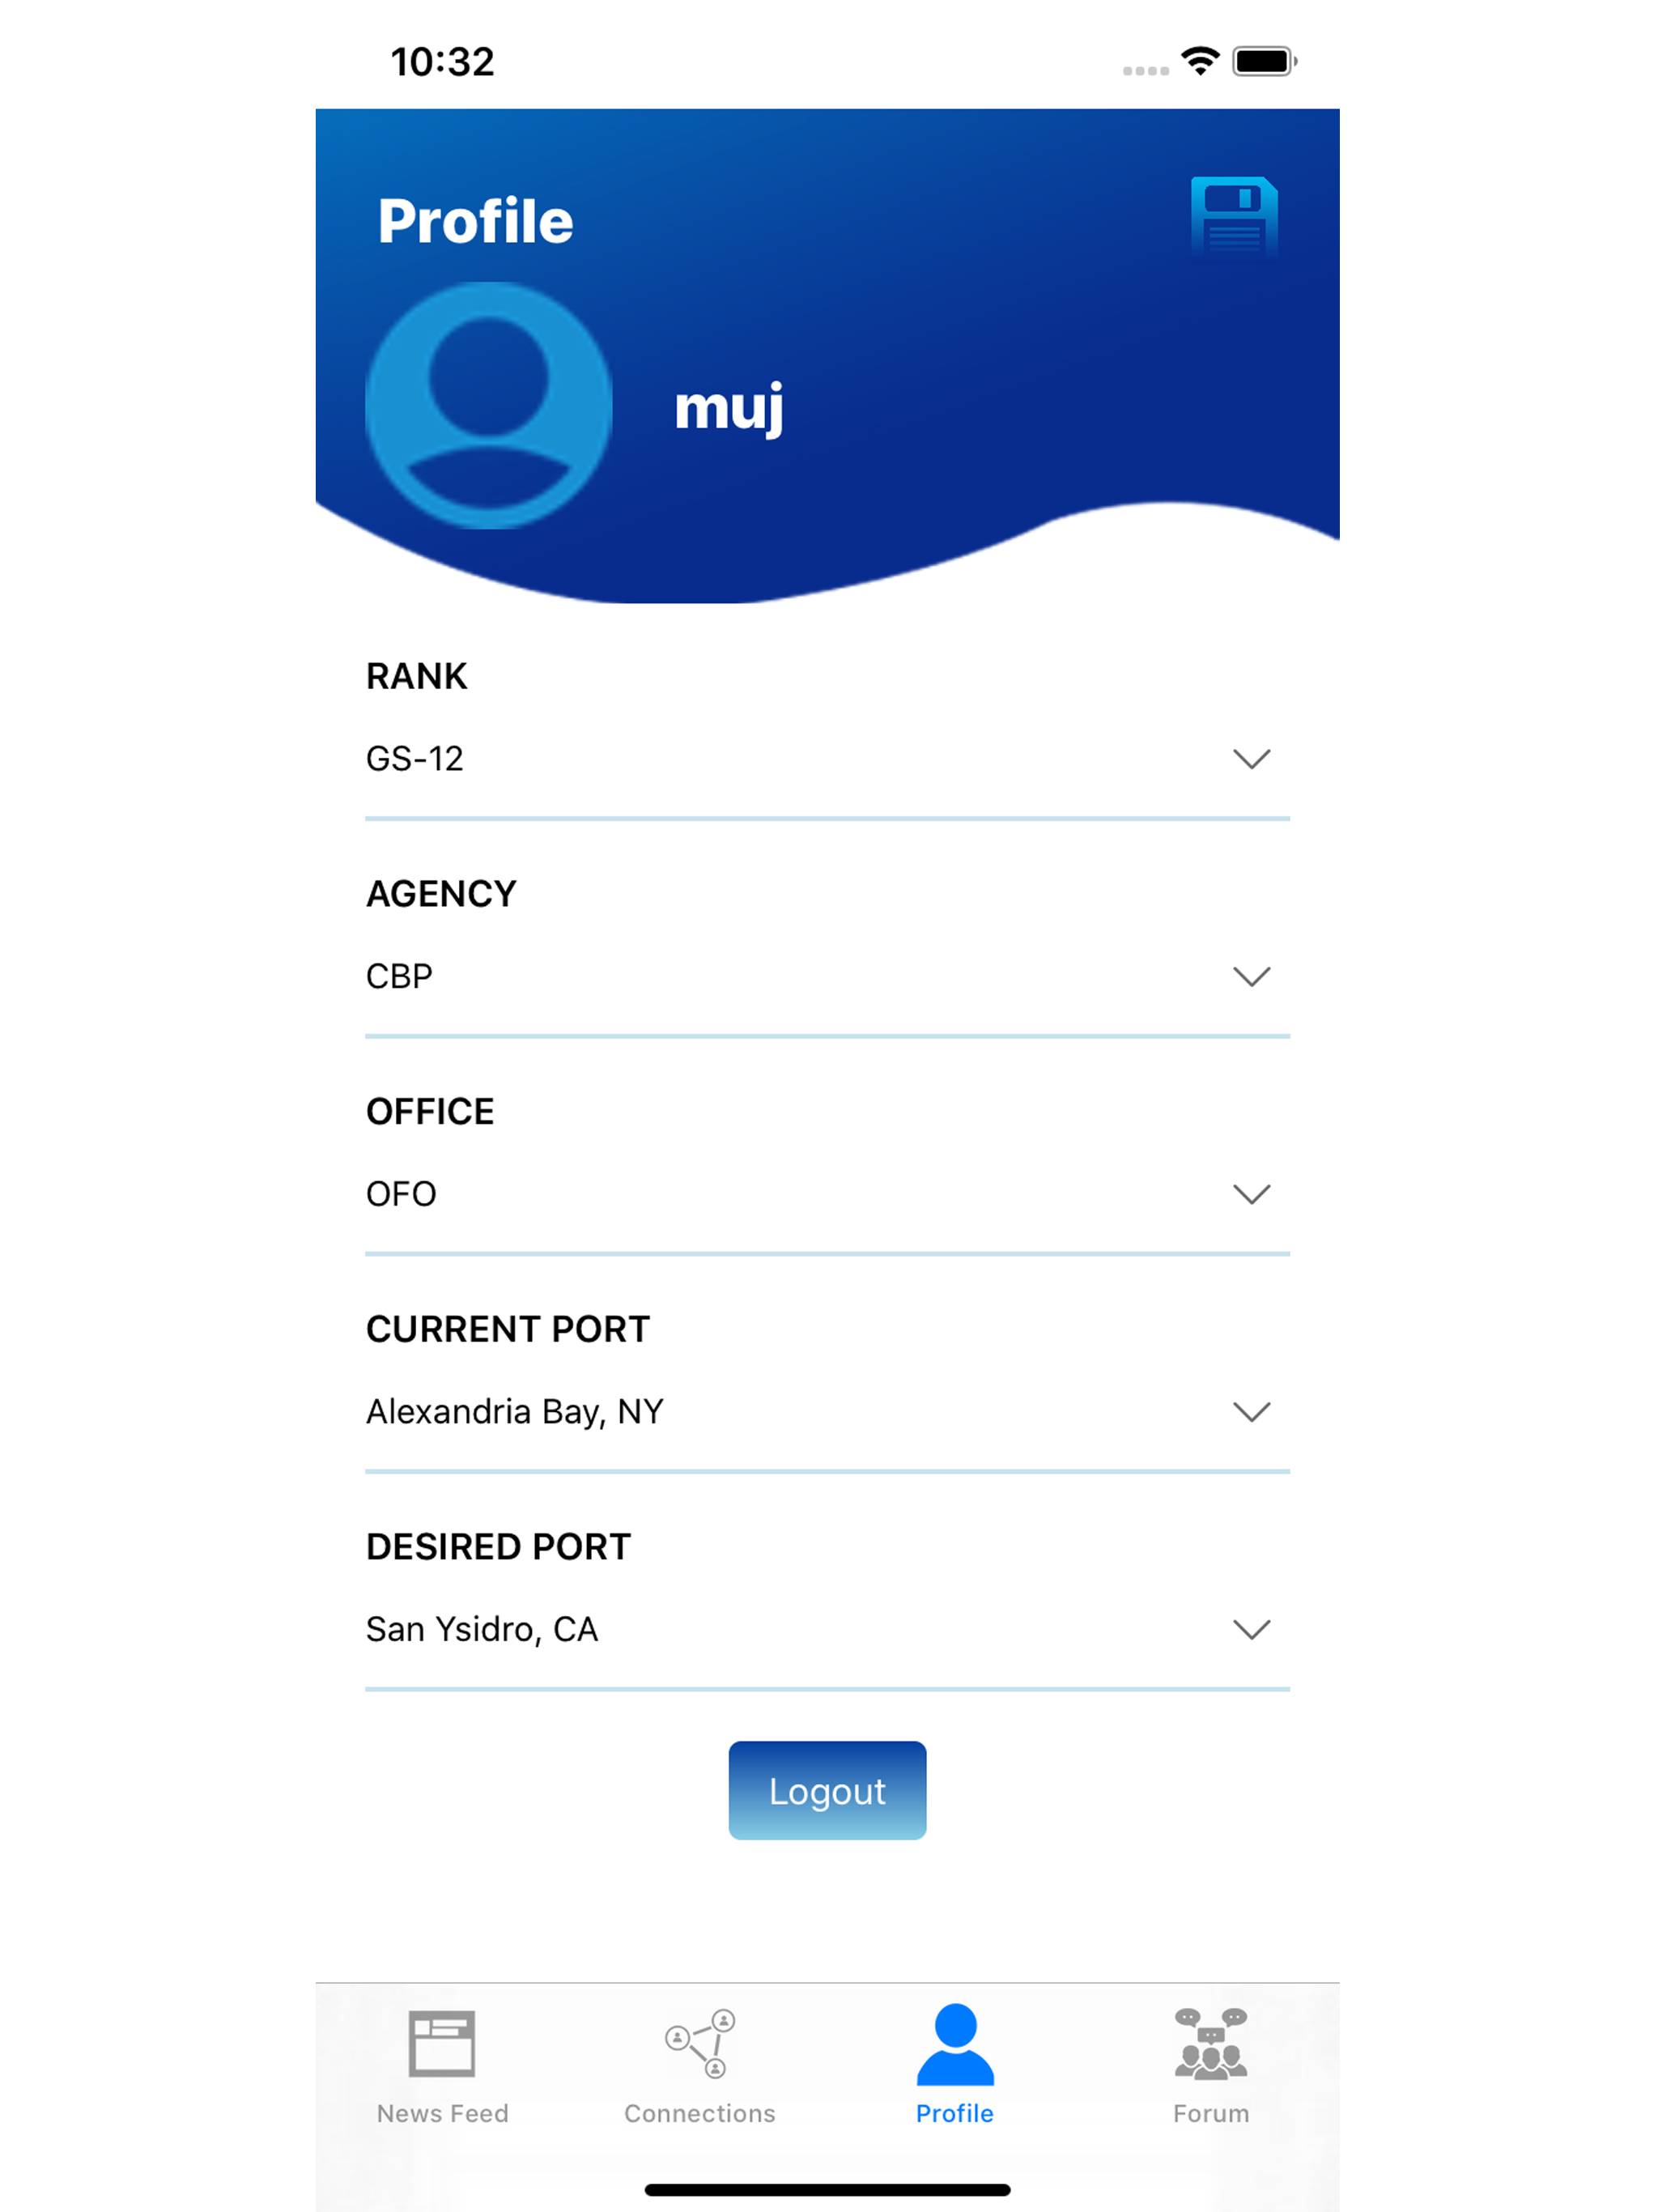 10:32
Profile
muj
RANK
GS-12
AGENCY
CBP
OFFICE
OFO
CURRENT PORT
Alexandria Bay, NY
DESIRED PORT
San Ysidro, CA
Logout
News Feed
Connections
Profile
Forum